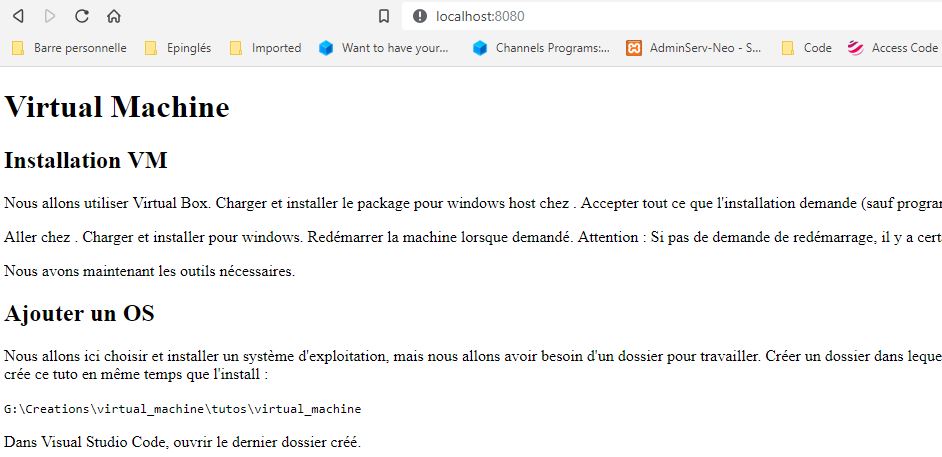 localhost:8080
Barre personnelle Epinglés Imported Want to have your... Channels Programs:... AdminServ-Neo - S... Code Access Code
Virtual Machine
Installation VM
Nous allons utiliser Virtual Box. Charger et installer le package pour windows host chez . Accepter tout ce que l'installation demande (sauf progra
Aller chez . Charger et installer pour windows. Redémarrer la machine lorsque demandé. Attention : Si pas de demande de redémarrage, il y a cert
Nous avons maintenant les outils nécessaires.
Ajouter un OS
Nous allons ici choisir et installer un système d'exploitation, mais nous allons avoir besoin d'un dossier pour travailler. Créer un dossier dans leque
crée ce tuto en même temps que l'install :
G:\Creations\virtual_machine\tutos\virtual_machine
Dans Visual Studio Code, ouvrir le dernier dossier créé.